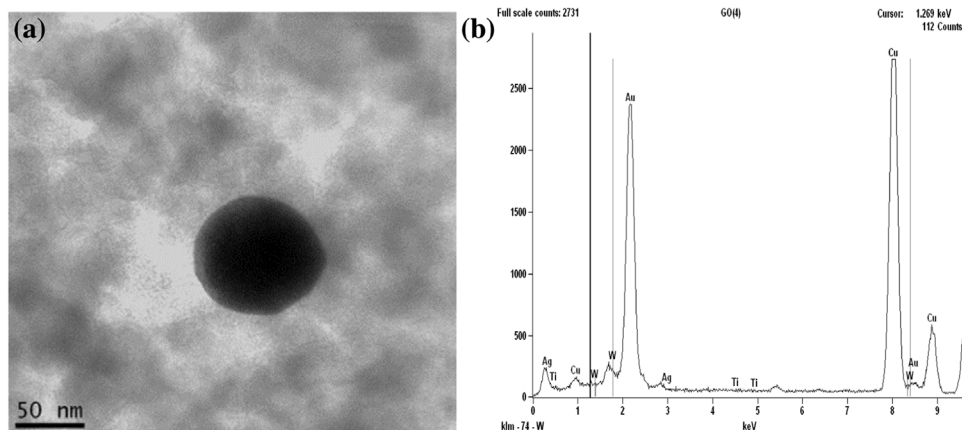 (a)
50 nm
(b)
Full scale counts: 2731 GO(4) Cursor: 1.269 keV
112 Counts
2500
2000
1500
1000
500
0
Ag
Ti
Cu
W
W
Au
Ag
Ti
Ti
Cu
W
Au
Cu
0 1 2 3 4 5 6 7 8 9
klm - 74 - W keV